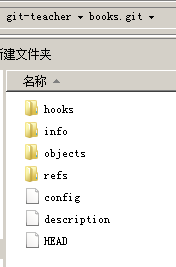 git-teacher ▾ books.git ▾
新建文件夹
名称
hooks
info
objects
refs
config
description
HEAD